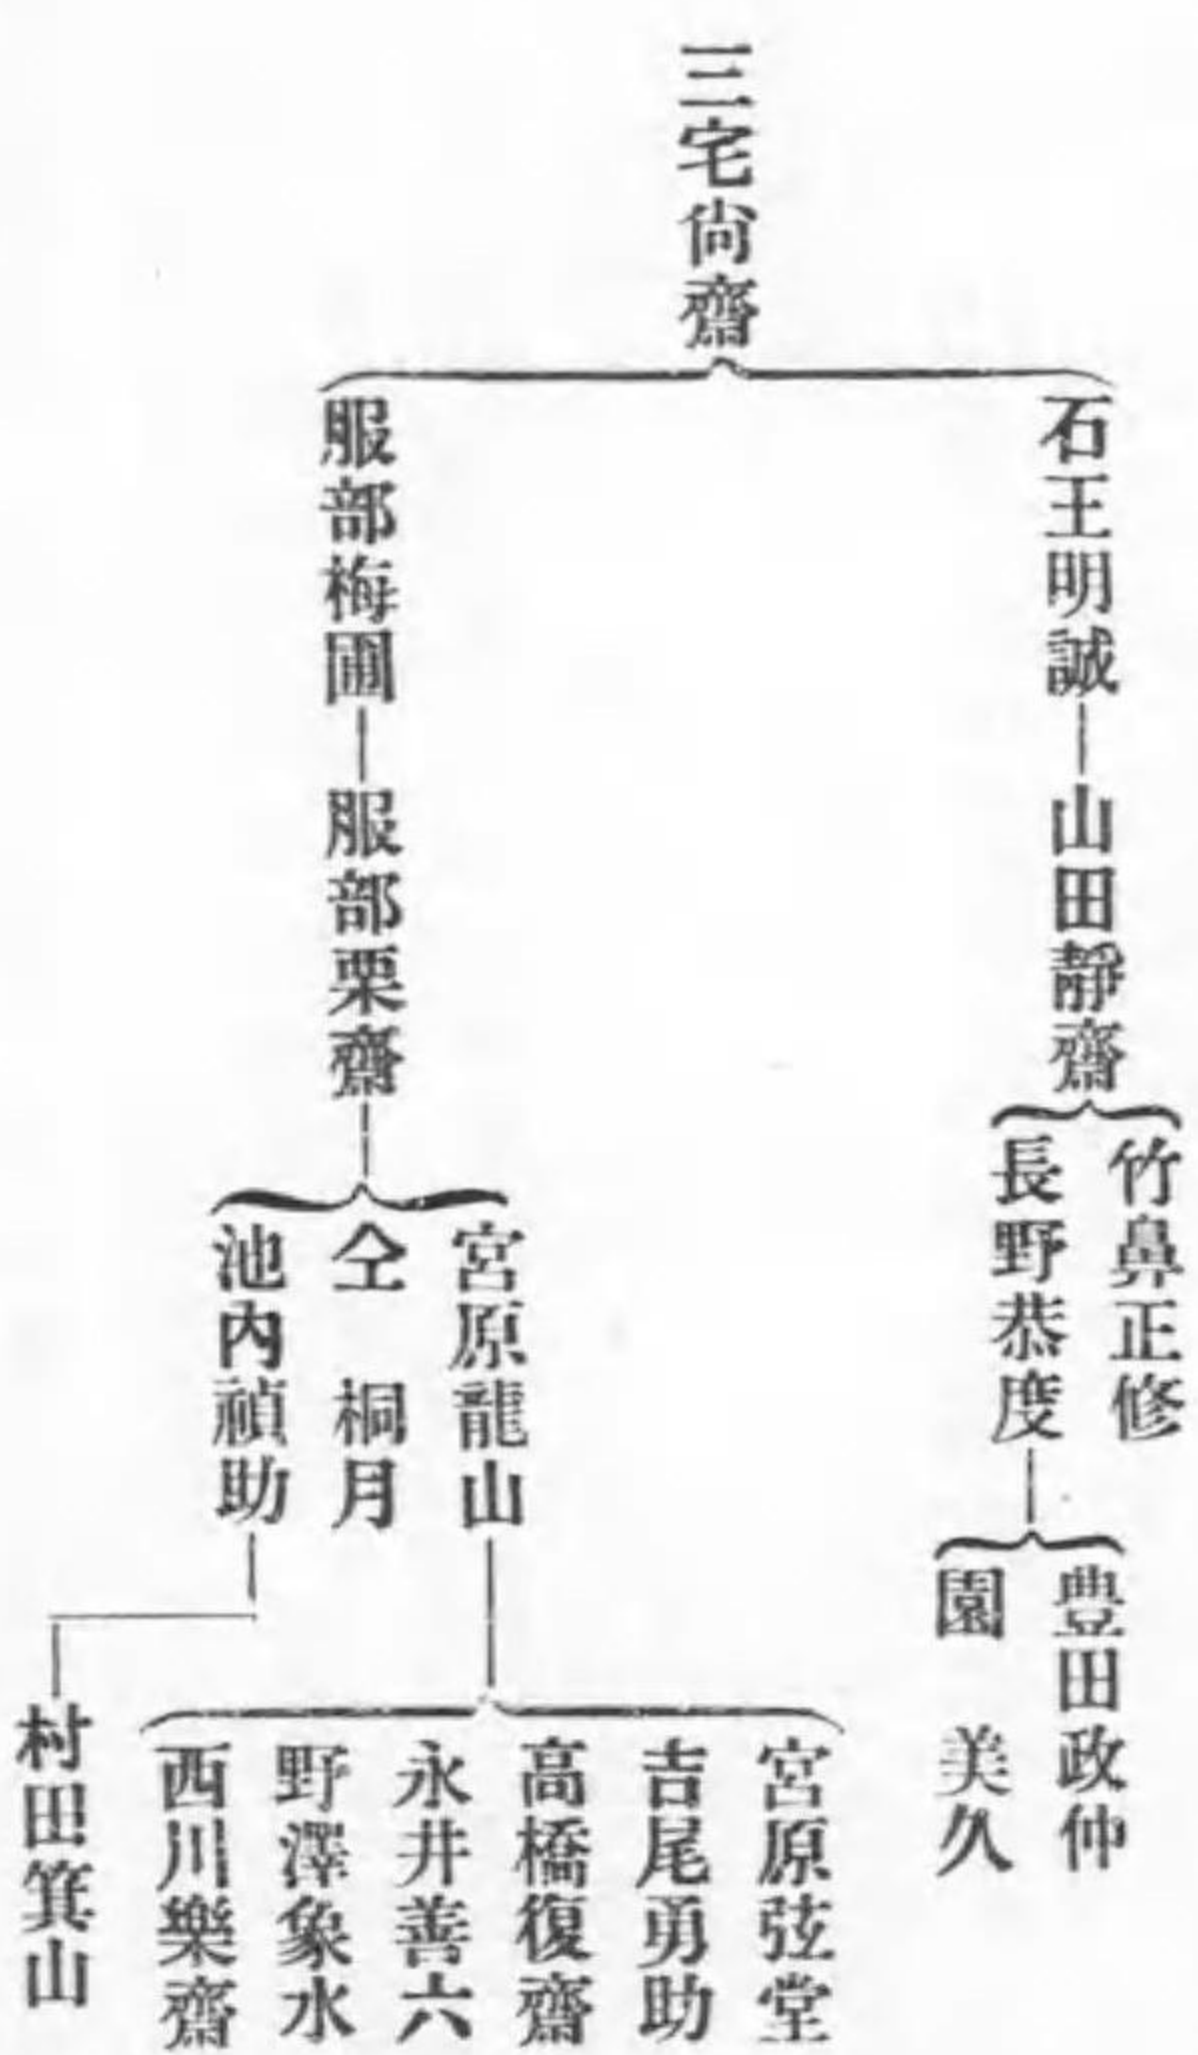 三宅尙齋
石王明誠
山田靜齋
竹鼻正修
長野恭度
豊田政仲
園 美久
服部梅圃
服部栗齋
宮原龍山
仝 桐月
池內禎助
宮原弦堂
吉尾勇助
高橋復齋
永井善六
野澤象水
西川樂齋
村田箕山